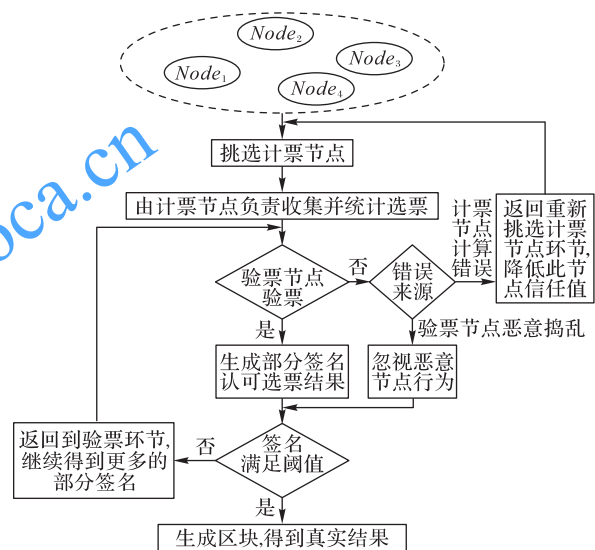 Node₂
Node₃
Node₁
Node₄
挑选计票节点
由计票节点负责收集并统计选票
计票
节点
计算
错误
返回重新
挑选计票
节点环节,
降低此节
点信任值
验票节点
验票
否
错误
来源
是
验票节点恶意捣乱
生成部分签名
认可选票结果
忽视恶意
节点行为
返回到验票环节,
继续得到更多的
部分签名
否
签名
满足阈值
是
生成区块,得到真实结果
oca.cn